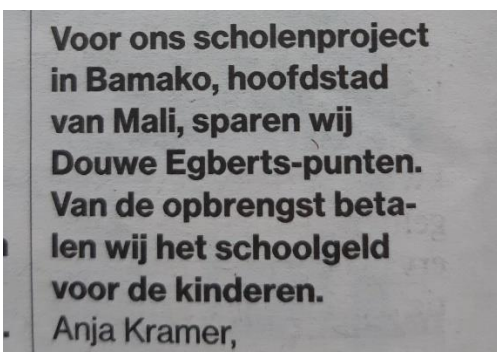 Voor ons scholenproject
in Bamako, hoofdstad
van Mali, sparen wij
Douwe Egberts-punten.
Van de opbrengst beta-
len wij het schoolgeld
voor de kinderen.
Anja Kramer,